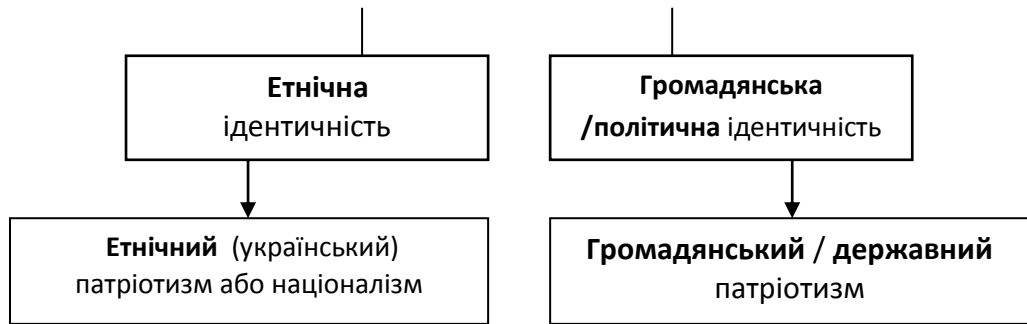 Етнічна
ідентичність
Громадянська
/політична ідентичність
Етнічний (український)
патріотизм або націоналізм
Громадянський / державний
патріотизм